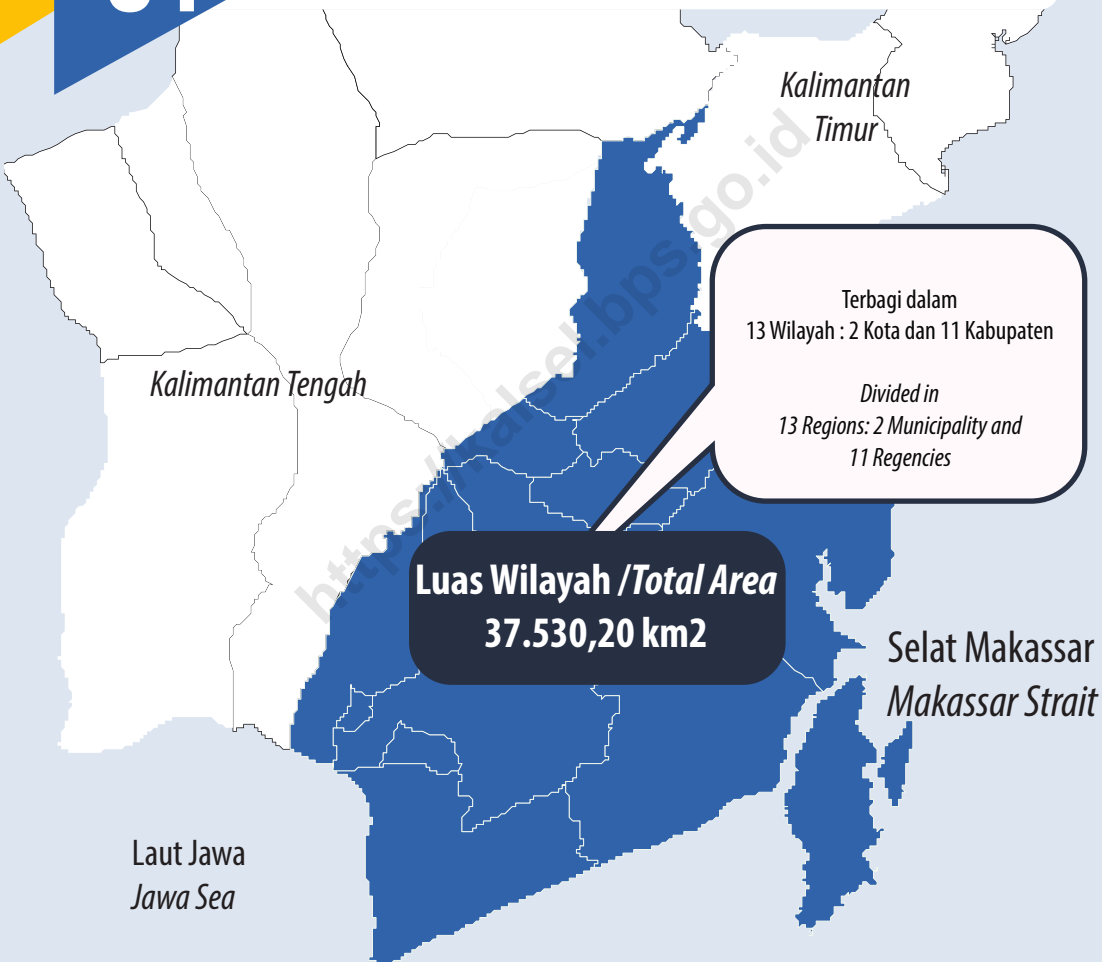 Kalimantan
Timur
Terbagi dalam
13 Wilayah : 2 Kota dan 11 Kabupaten
Divided in
13 Regions: 2 Municipality and
11 Regencies
Kalimantan Tengah
https://kalsel.bps.go.id
Luas Wilayah /Total Area
37.530,20 km2
Selat Makassar
Makassar Strait
Laut Jawa
Jawa Sea